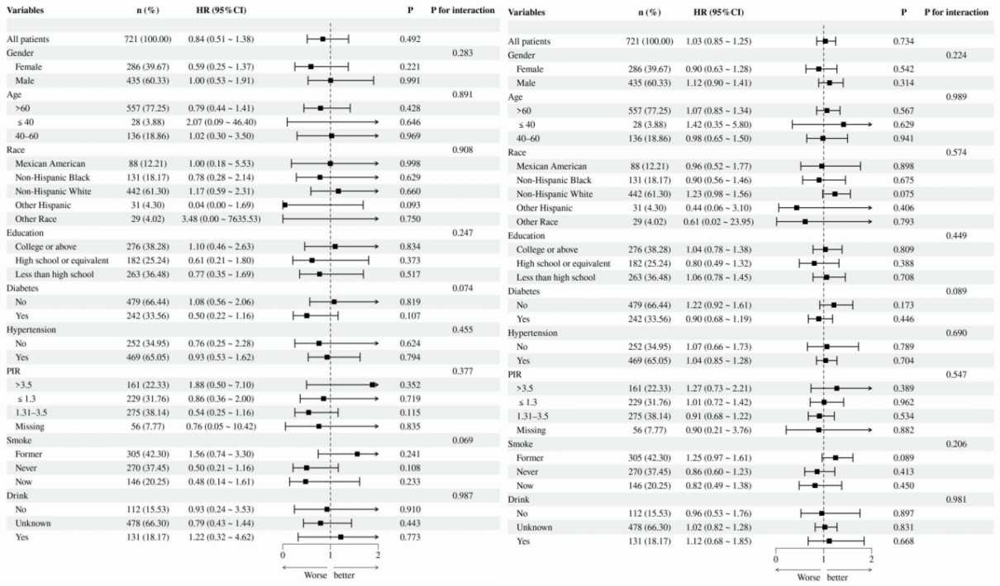 Variables n (%) HR (95%CI) P P for interaction
All patients 721 (100.00) 0.84 (0.51 ~ 1.38) 0.492
Gender 0.283
Female 286 (39.67) 0.59 (0.25 ~ 1.37) 0.221
Male 435 (60.33) 1.00 (0.53 ~ 1.91) 0.991
Age 0.891
>60 557 (77.25) 0.79 (0.44 ~ 1.41) 0.428
≤ 40 28 (3.88) 2.07 (0.09 ~ 46.40) 0.646
40–60 136 (18.86) 1.02 (0.30 ~ 3.50) 0.969
Race 0.908
Mexican American 88 (12.21) 1.00 (0.18 ~ 5.53) 0.998
Non-Hispanic Black 131 (18.17) 0.78 (0.28 ~ 2.14) 0.629
Non-Hispanic White 442 (61.30) 1.17 (0.59 ~ 2.31) 0.660
Other Hispanic 31 (4.30) 0.04 (0.00 ~ 1.69) 0.093
Other Race 29 (4.02) 3.48 (0.00 ~ 7635.53) 0.750
Education 0.247
College or above 276 (38.28) 1.10 (0.46 ~ 2.63) 0.834
High school or equivalent 182 (25.24) 0.61 (0.21 ~ 1.80) 0.373
Less than high school 263 (36.48) 0.77 (0.35 ~ 1.69) 0.517
Diabetes 0.074
No 479 (66.44) 1.08 (0.56 ~ 2.06) 0.819
Yes 242 (33.56) 0.50 (0.22 ~ 1.16) 0.107
Hypertension 0.455
No 252 (34.95) 0.76 (0.25 ~ 2.28) 0.624
Yes 469 (65.05) 0.93 (0.53 ~ 1.62) 0.794
PIR 0.377
>3.5 161 (22.33) 1.88 (0.50 ~ 7.10) 0.352
≤ 1.3 229 (31.76) 0.86 (0.36 ~ 2.00) 0.719
1.31–3.5 275 (38.14) 0.54 (0.25 ~ 1.16) 0.115
Missing 56 (7.77) 0.76 (0.05 ~ 10.42) 0.835
Smoke 0.069
Former 305 (42.30) 1.56 (0.74 ~ 3.30) 0.241
Never 270 (37.45) 0.50 (0.21 ~ 1.16) 0.108
Now 146 (20.25) 0.48 (0.14 ~ 1.61) 0.233
Drink 0.987
No 112 (15.53) 0.93 (0.24 ~ 3.53) 0.910
Unknown 478 (66.30) 0.79 (0.43 ~ 1.44) 0.443
Yes 131 (18.17) 1.22 (0.32 ~ 4.62) 0.773
0 1 2
Worse better
Variables n (%) HR (95%CI) P P for interaction
All patients 721 (100.00) 1.03 (0.85 ~ 1.25) 0.734
Gender 0.224
Female 286 (39.67) 0.90 (0.63 ~ 1.28) 0.542
Male 435 (60.33) 1.12 (0.90 ~ 1.41) 0.314
Age 0.989
>60 557 (77.25) 1.07 (0.85 ~ 1.34) 0.567
≤ 40 28 (3.88) 1.42 (0.35 ~ 5.80) 0.629
40–60 136 (18.86) 0.98 (0.65 ~ 1.50) 0.941
Race 0.574
Mexican American 88 (12.21) 0.96 (0.52 ~ 1.77) 0.898
Non-Hispanic Black 131 (18.17) 0.90 (0.56 ~ 1.46) 0.675
Non-Hispanic White 442 (61.30) 1.23 (0.98 ~ 1.56) 0.075
Other Hispanic 31 (4.30) 0.44 (0.06 ~ 3.10) 0.406
Other Race 29 (4.02) 0.61 (0.02 ~ 23.95) 0.793
Education 0.449
College or above 276 (38.28) 1.04 (0.78 ~ 1.38) 0.809
High school or equivalent 182 (25.24) 0.80 (0.49 ~ 1.32) 0.388
Less than high school 263 (36.48) 1.06 (0.78 ~ 1.45) 0.708
Diabetes 0.089
No 479 (66.44) 1.22 (0.92 ~ 1.61) 0.173
Yes 242 (33.56) 0.90 (0.68 ~ 1.19) 0.446
Hypertension 0.690
No 252 (34.95) 1.07 (0.66 ~ 1.73) 0.789
Yes 469 (65.05) 1.04 (0.85 ~ 1.28) 0.704
PIR 0.547
>3.5 161 (22.33) 1.27 (0.73 ~ 2.21) 0.389
≤ 1.3 229 (31.76) 1.01 (0.72 ~ 1.42) 0.962
1.31–3.5 275 (38.14) 0.91 (0.68 ~ 1.22) 0.534
Missing 56 (7.77) 0.90 (0.21 ~ 3.76) 0.882
Smoke 0.206
Former 305 (42.30) 1.25 (0.97 ~ 1.61) 0.089
Never 270 (37.45) 0.86 (0.60 ~ 1.23) 0.413
Now 146 (20.25) 0.82 (0.49 ~ 1.38) 0.450
Drink 0.981
No 112 (15.53) 0.96 (0.53 ~ 1.76) 0.897
Unknown 478 (66.30) 1.02 (0.82 ~ 1.28) 0.831
Yes 131 (18.17) 1.12 (0.68 ~ 1.85) 0.668
0 1 2
Worse better